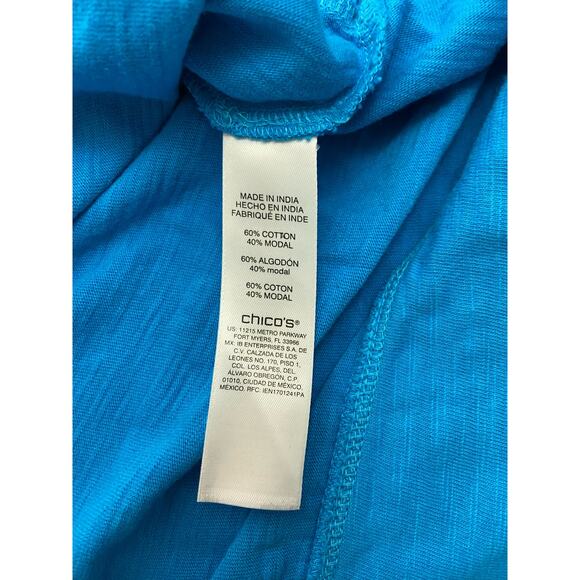 MADE IN INDIA
HECHO EN INDIA
FABRIQUÉ EN INDE
60% COTTON
40% MODAL
60% ALGODÓN
40% modal
60% COTON
40% MODAL
chico's®
US: 11215 METRO PARKWAY
FORT MYERS, FL 33966
MX: IB ENTERPRISES S.A. DE
C.V. CALZADA DE LOS
LEONES NO. 170, PISO 1,
COL. LOS ALPES, DEL.
ÁLVARO OBREGÓN, C.P.
01010, CIUDAD DE MÉXICO,
MÉXICO. RFC: IEN1701241PA